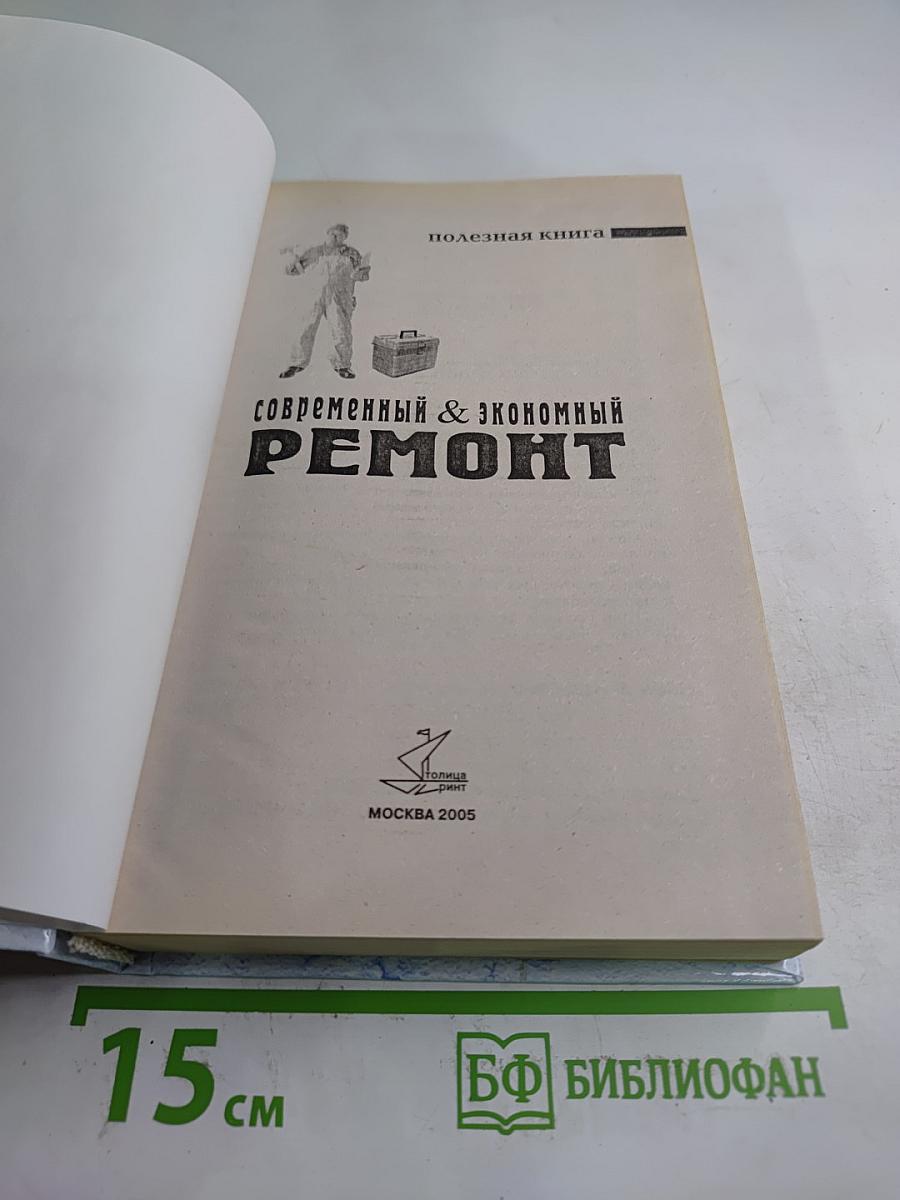 полезная книга
современный & экономный
РЕМОНТ
толица
ринт
МОСКВА 2005
15 см
БФ БИБЛИОФАН